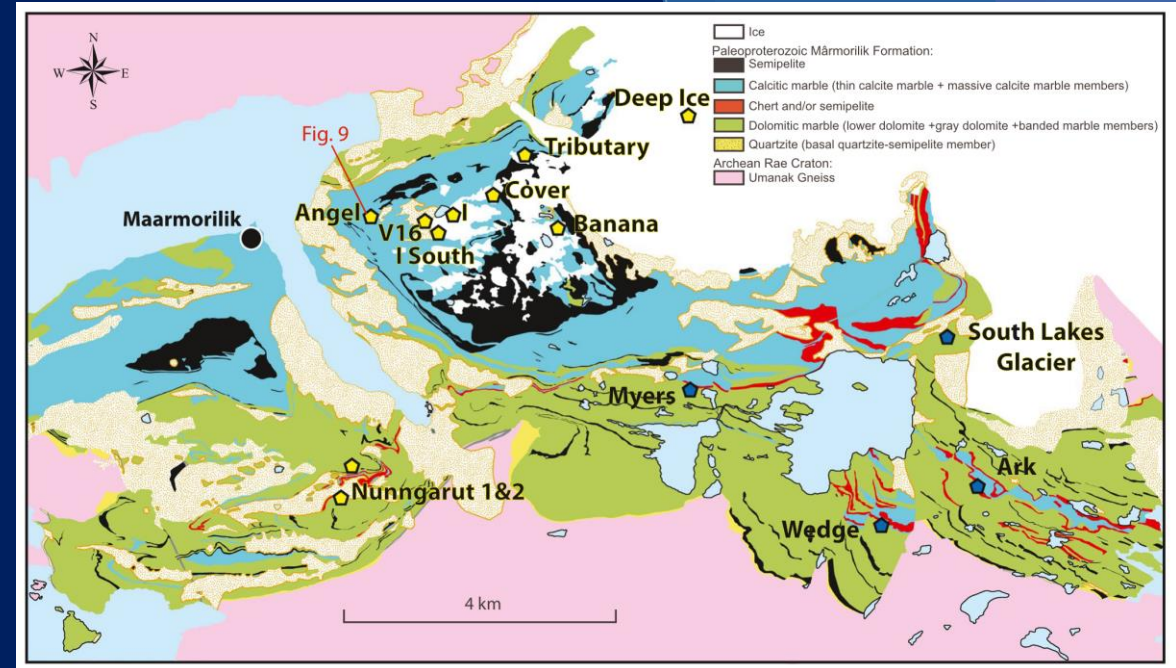 N
W E
S
Ice
Paleoproterozoic Mârmorilik Formation:
Semipelite
Calcitic marble (thin calcite marble + massive calcite marble members)
Chert and/or semipelite
Dolomitic marble (lower dolomite +gray dolomite +banded marble members)
Quartzite (basal quartzite-semipelite member)
Archean Rae Craton:
Umanak Gneiss
Deep Ice
Fig. 9
Tributary
Cover
Maarmorilik
Angel
I
V16
Banana
I South
South Lakes
Glacier
Myers
Ark
Nunngarut 1&2
Wedge
4 km